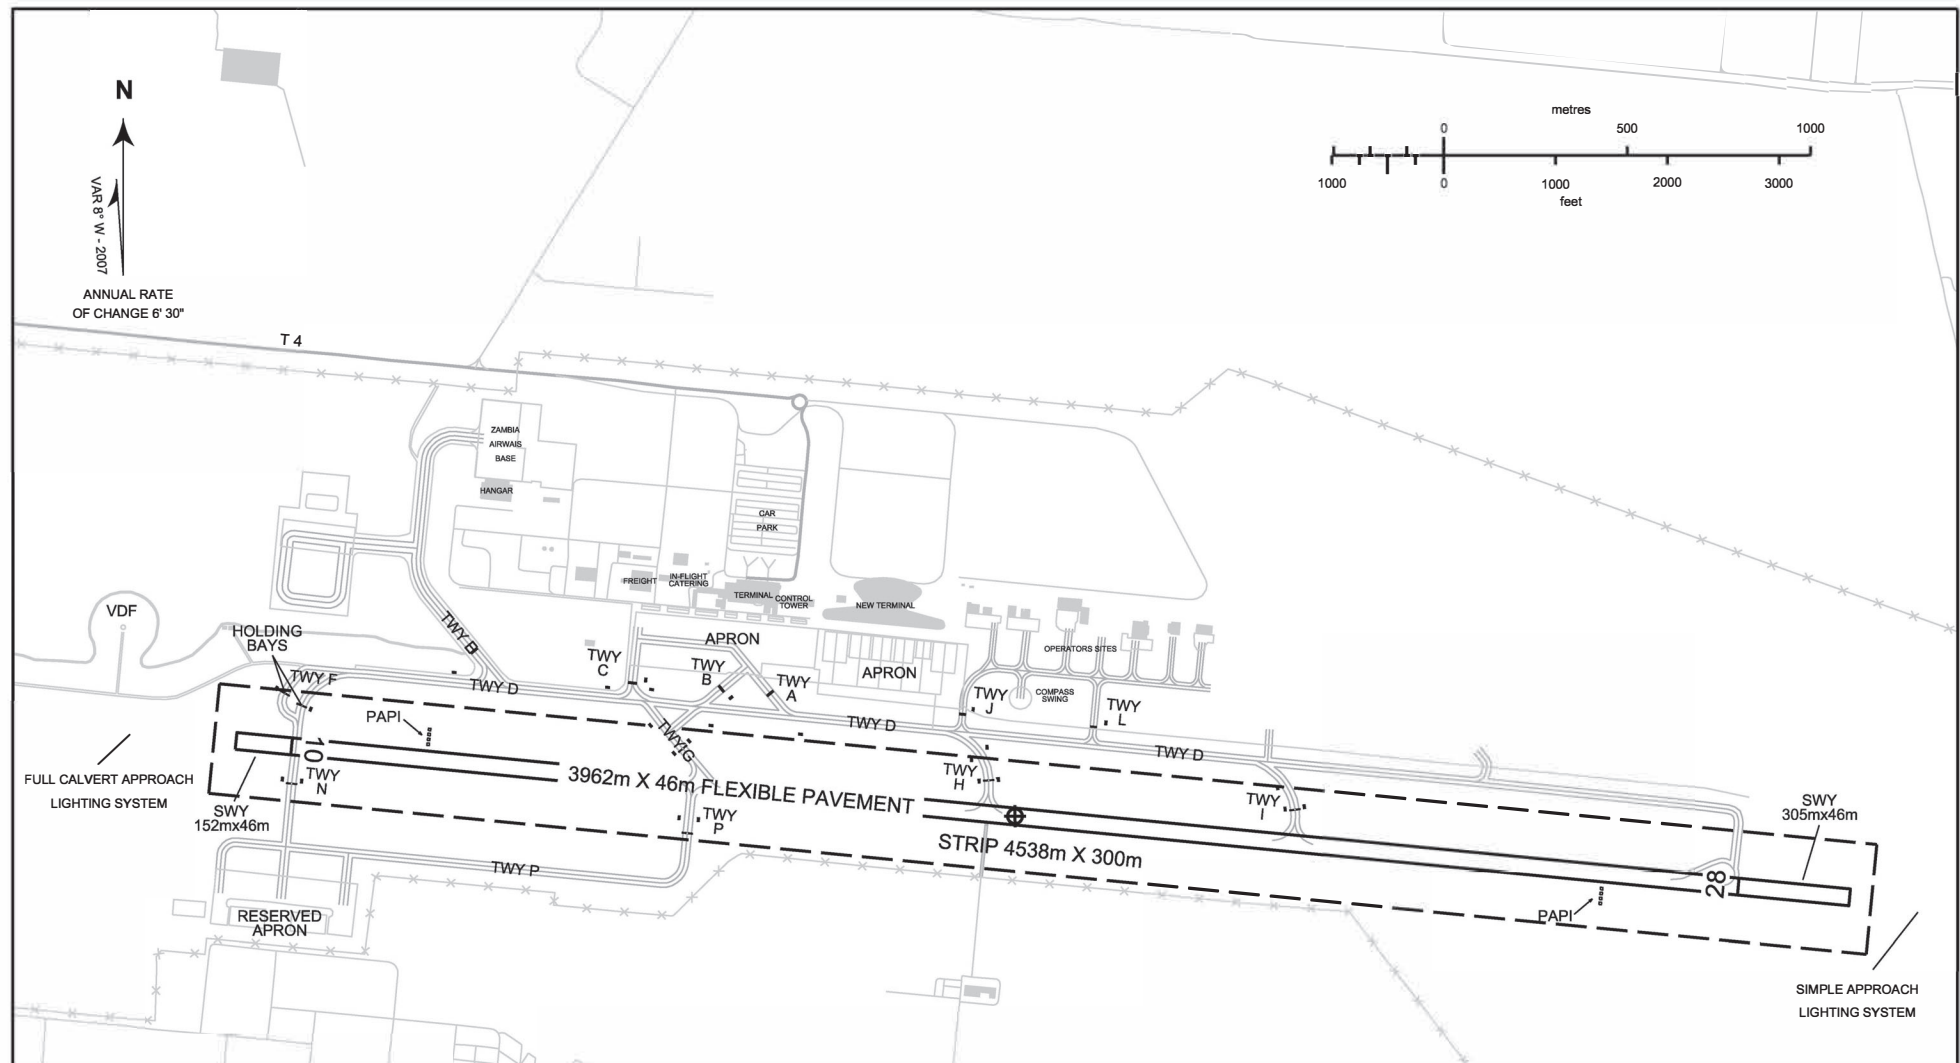 N
VAR 8° W - 2007
ANNUAL RATE
OF CHANGE 6' 30"
metres
0
500
1000
1000
0
1000
2000
3000
feet
T 4
ZAMBIA
AIRWAIS
BASE
HANGAR
CAR
PARK
FREIGHT
IN-FLIGHT
CATERING
TERMINAL
CONTROL
TOWER
NEW TERMINAL
VDF
HOLDING
BAYS
TWY B
APRON
OPERATORS SITES
TWY
C
TWY
B
TWY
A
APRON
TWY F
TWY D
TWY
J
COMPASS
SWING
TWY
L
PAPI
TWY G
TWY D
TWY D
FULL CALVERT APPROACH
LIGHTING SYSTEM
10
TWY
N
3962m X 46m FLEXIBLE PAVEMENT
TWY
H
TWY
I
SWY
152mx46m
SWY
305mx46m
TWY
P
STRIP 4538m X 300m
TWY P
28
PAPI
RESERVED
APRON
SIMPLE APPROACH
LIGHTING SYSTEM